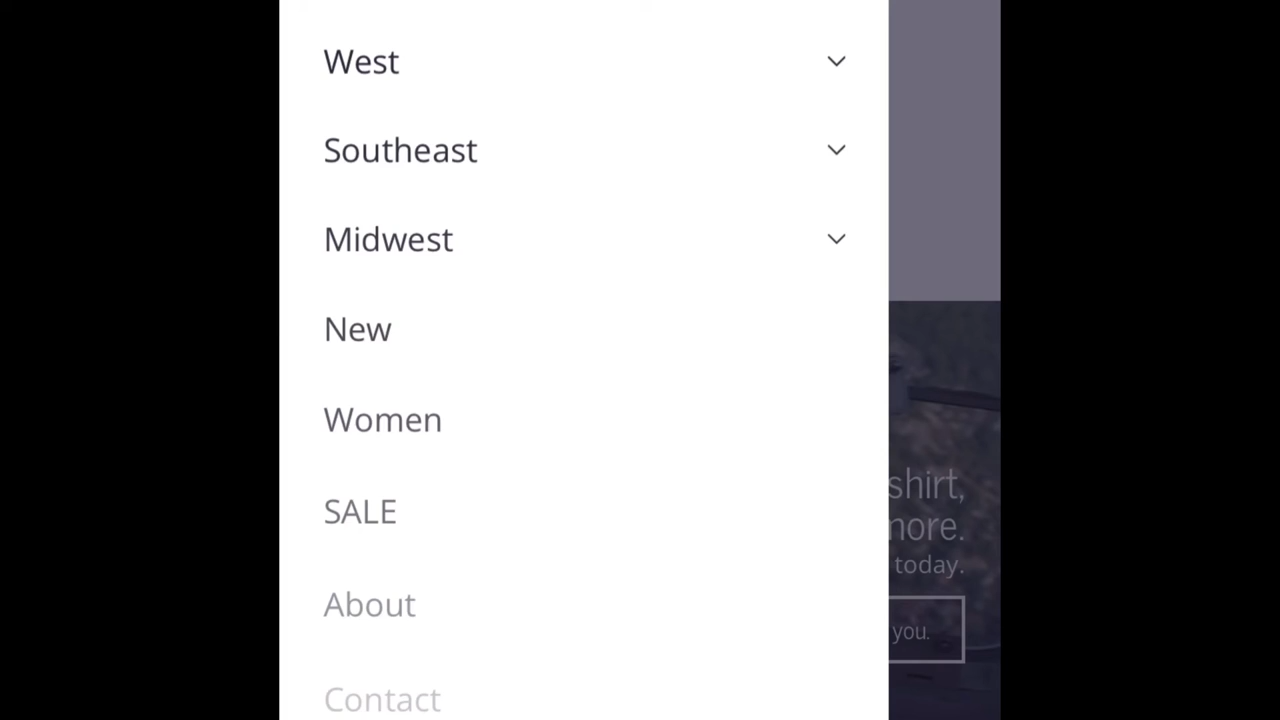 West
Southeast
Midwest
New
Women
SALE
About
Contact
shirt,
more.
today.
you.